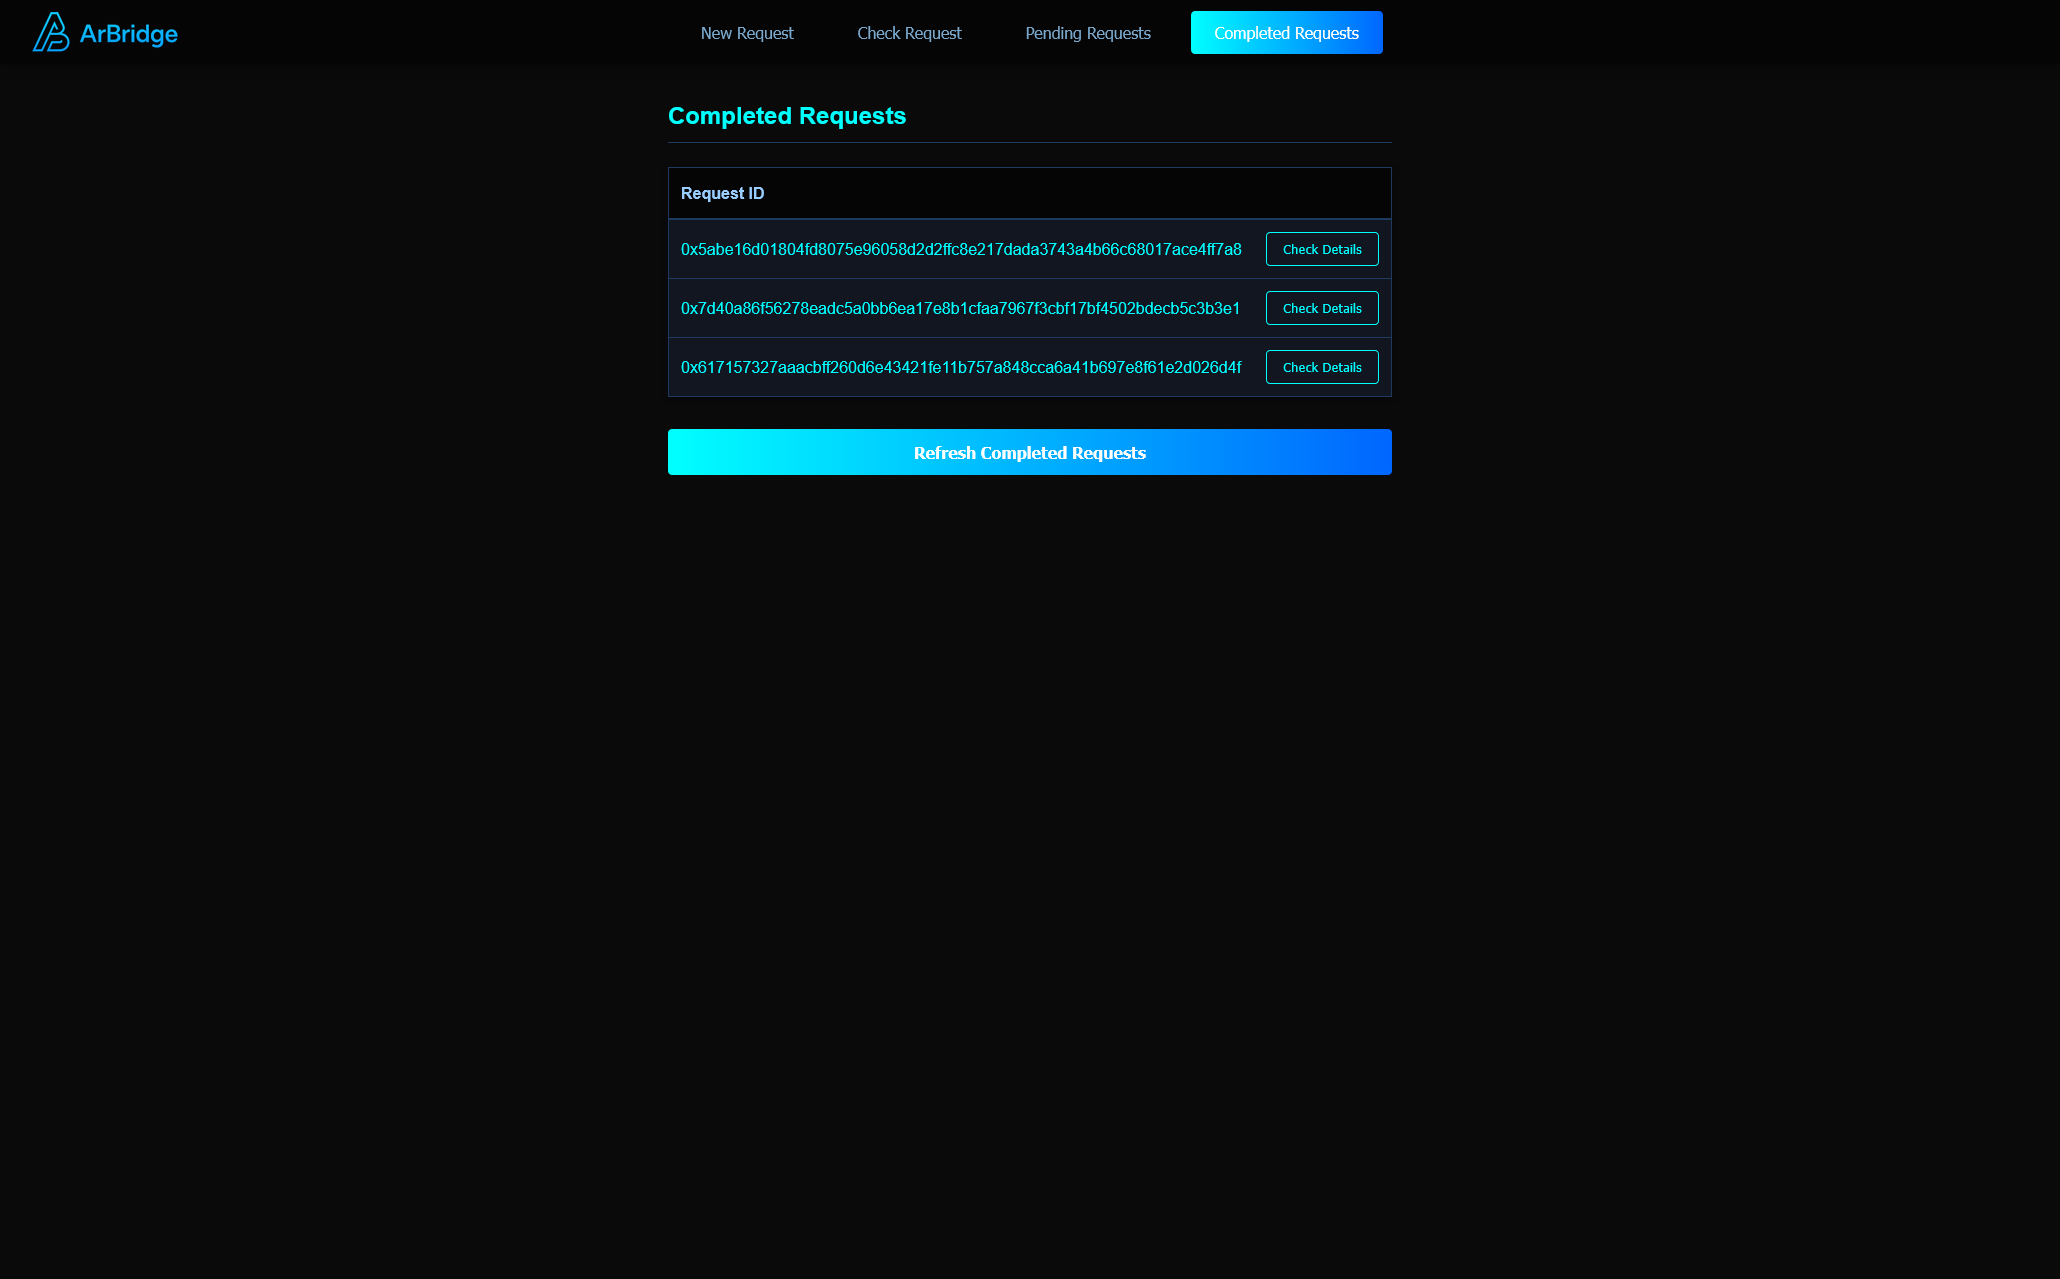 ArBridge
New Request
Check Request
Pending Requests
Completed Requests
Completed Requests
Request ID
0x5abe16d01804fd8075e96058d2d2ffc8e217dada3743a4b66c68017ace4ff7a8
Check Details
0x7d40a86f56278eadc5a0bb6ea17e8b1cfaa7967f3cbf17bf4502bdecb5c3b3e1
Check Details
0x617157327aaacbff260d6e43421fe11b757a848cca6a41b697e8f61e2d026d4f
Check Details
Refresh Completed Requests